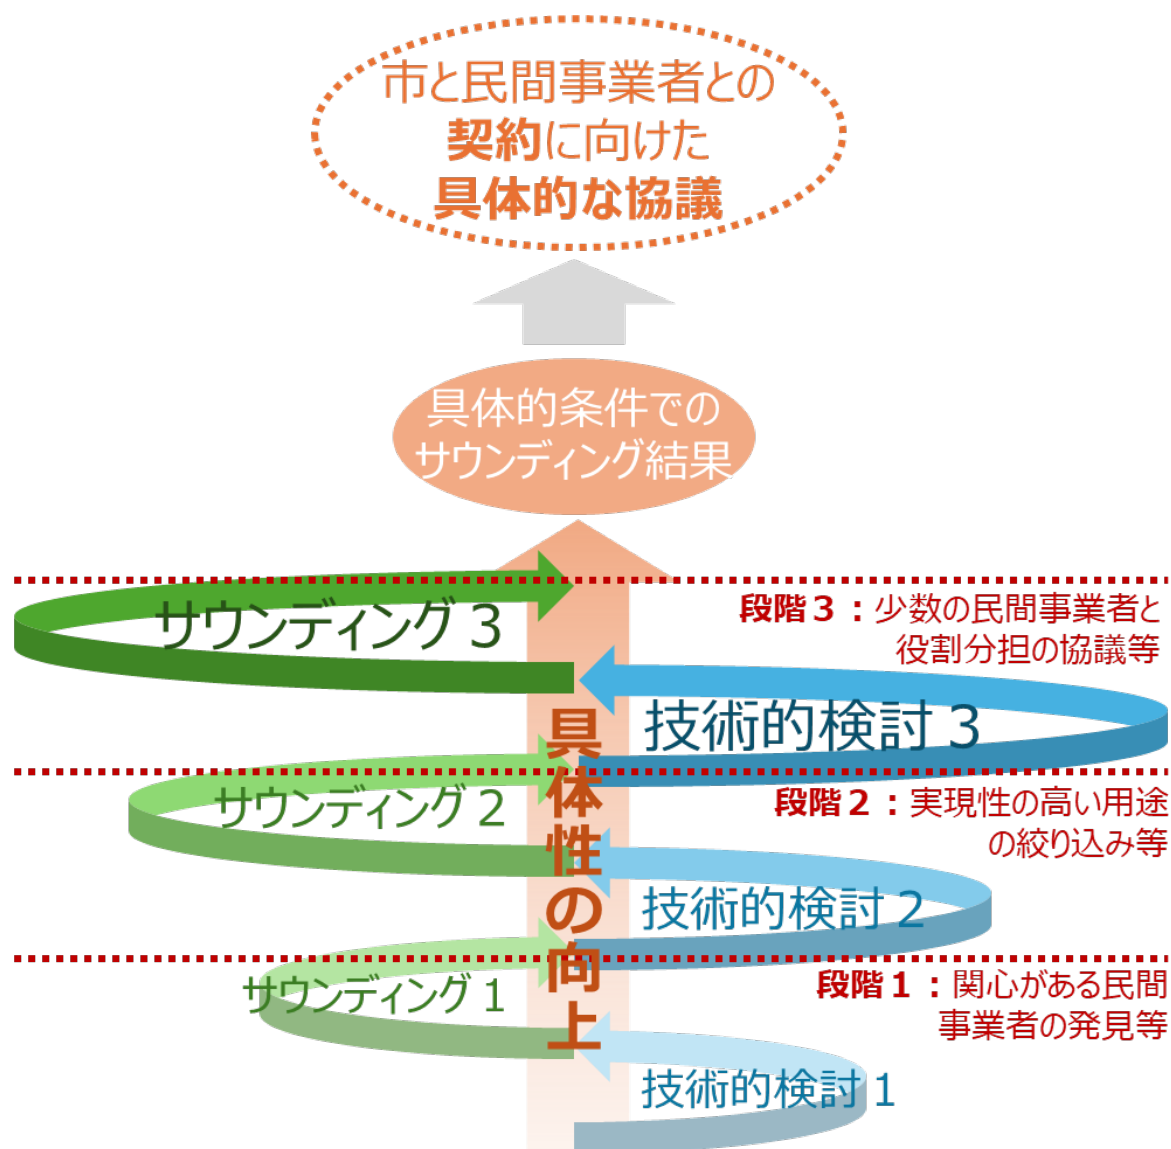 市と民間事業者との
契約に向けた
具体的な協議
具体的条件での
サウンディング結果
サウンディング３
段階３：少数の民間事業者と
役割分担の協議等
技術的検討３
具体性の向上
サウンディング２
段階２：実現性の高い用途
の絞り込み等
技術的検討２
サウンディング１
段階１：関心がある民間
事業者の発見等
技術的検討１